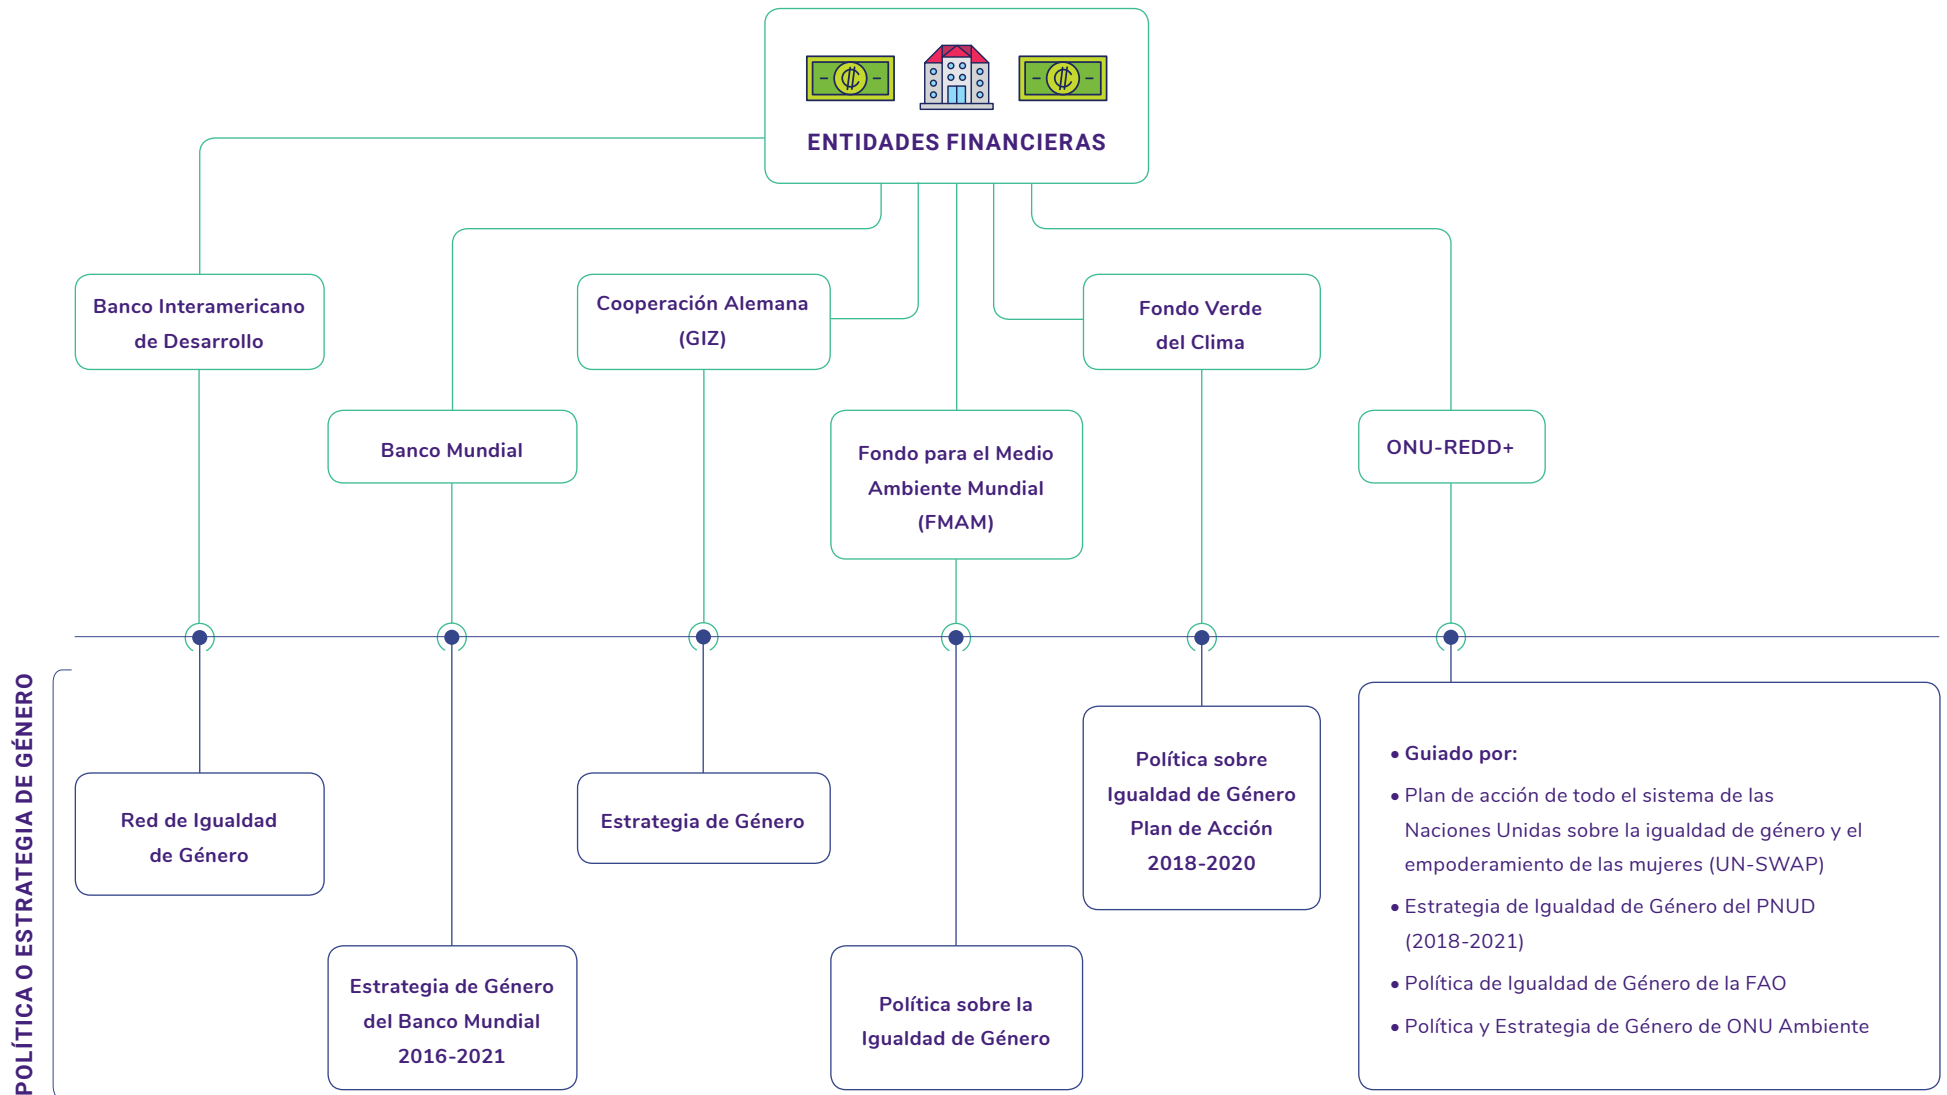 ENTIDADES FINANCIERAS
Banco Interamericano
de Desarrollo
Cooperación Alemana
(GIZ)
Fondo Verde
del Clima
Banco Mundial
Fondo para el Medio
Ambiente Mundial
(FMAM)
ONU-REDD+
POLÍTICA O ESTRATEGIA DE GÉNERO
Red de Igualdad
de Género
Estrategia de Género
del Banco Mundial
2016-2021
Estrategia de Género
Política sobre la
Igualdad de Género
Política sobre
Igualdad de Género
Plan de Acción
2018-2020
• Guiado por:
• Plan de acción de todo el sistema de las
Naciones Unidas sobre la igualdad de género y el
empoderamiento de las mujeres (UN-SWAP)
• Estrategia de Igualdad de Género del PNUD
(2018-2021)
• Política de Igualdad de Género de la FAO
• Política y Estrategia de Género de ONU Ambiente